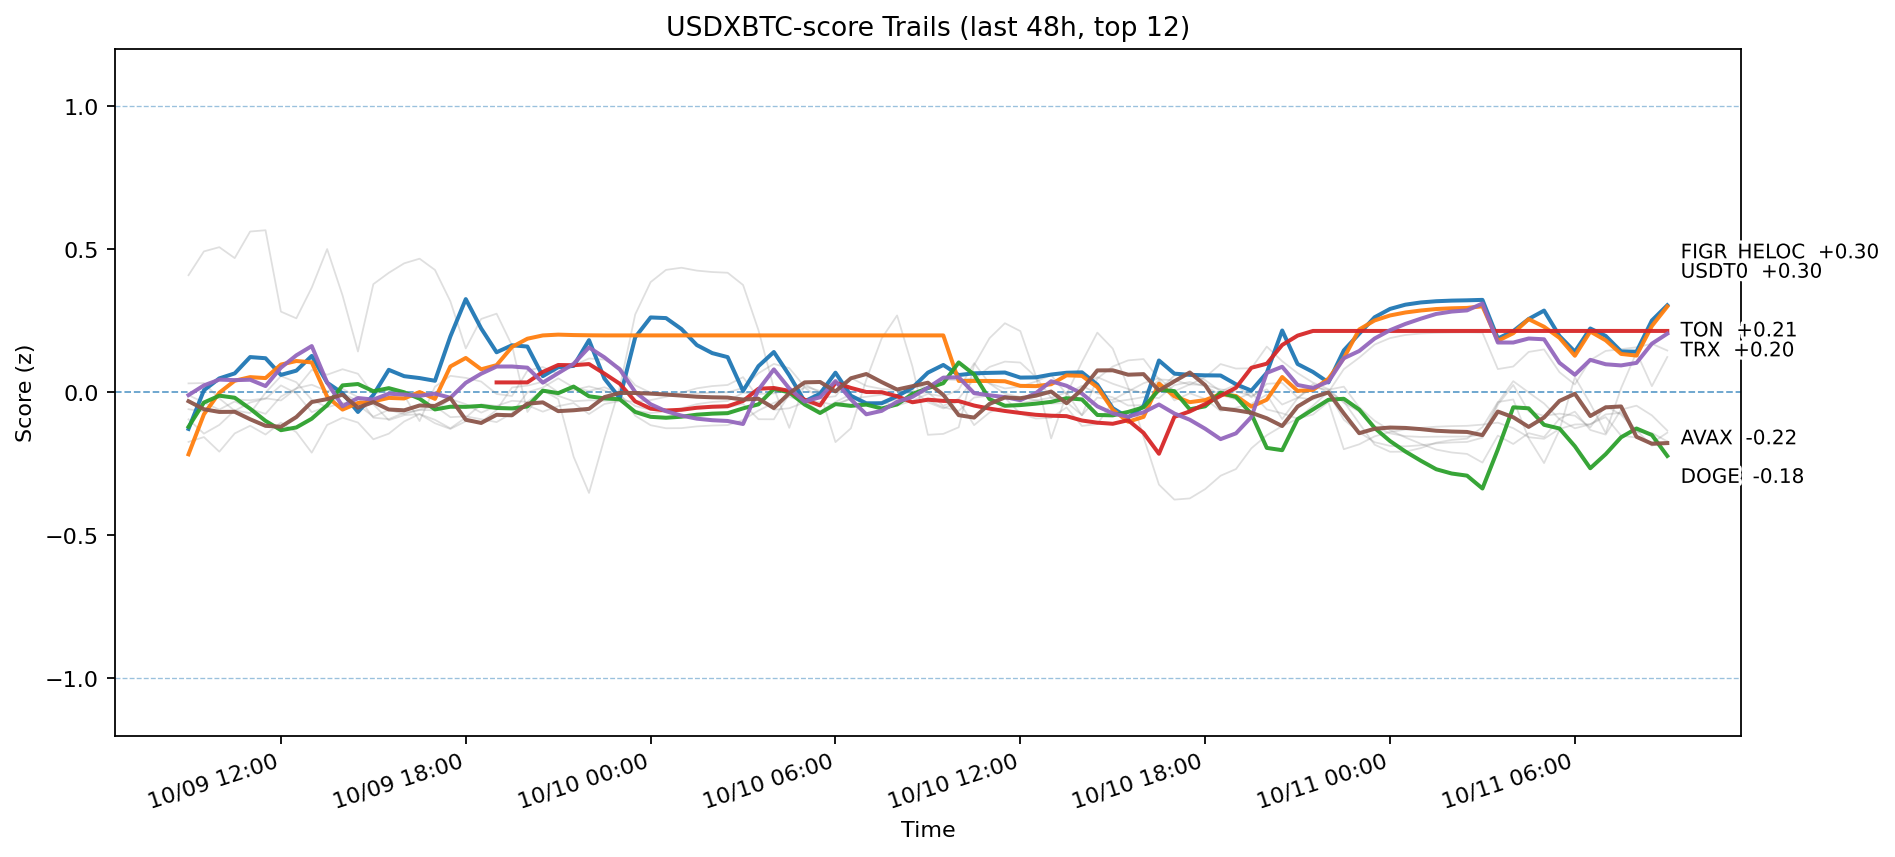 USDXBTC-score Trails (last 48h, top 12)
Score (z)
1.0
0.5
0.0
−0.5
−1.0
FIGR_HELOC +0.30
USDT0 +0.30
TON +0.21
TRX +0.20
AVAX -0.22
DOGE -0.18
10/09 12:00
10/09 18:00
10/10 00:00
10/10 06:00
10/10 12:00
10/10 18:00
10/11 00:00
10/11 06:00
Time